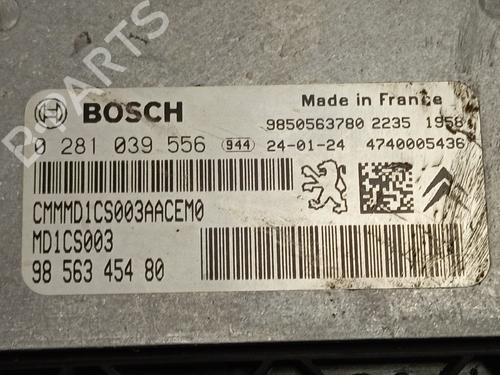 B-PARTS
BOSCH
Made in France
9850563780 2235 1958
0 281 039 556 944 24-01-24 4740005436
CMMMD1CS003AACEM0
MD1CS003
98 563 454 80